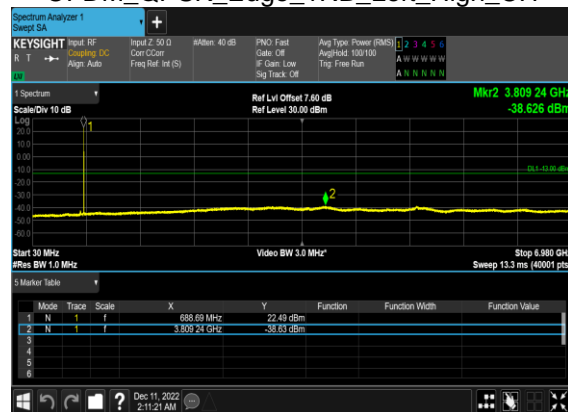 Spectrum Analyzer 1
Swept SA
+
KEYSIGHT Input: RF Input Z: 50 Ω #Atten: 40 dB PNO: Fast Avg Type: Power (RMS) 1 2 3 4 5 6
R T Coupling: DC Corr CCorr Gate: Off Avg|Hold: 100/100 A W W W W W
Align: Auto Freq Ref: Int (S) IF Gain: Low Trig: Free Run
LW Sig Track: Off A N N N N N
1 Spectrum Ref Lvl Offset 7.60 dB Mkr2 3.809 24 GHz
Scale/Div 10 dB Ref Level 30.00 dBm -38.626 dBm
Log
20.0
10.0
0.00
-10.0
-20.0
-30.0
-40.0
-50.0
-60.0
1
DL1 -13.00 dBm
2
Start 30 MHz Video BW 3.0 MHz* Stop 6.980 GHz
#Res BW 1.0 MHz Sweep 13.3 ms (40001 pts)
5 Marker Table
Mode Trace Scale X Y Function Function Width Function Value
1 N 1 f 688.69 MHz 22.49 dBm
2 N 1 f 3.809 24 GHz -38.63 dBm
3
4
5
6
? Dec 11, 2022
2:11:21 AM